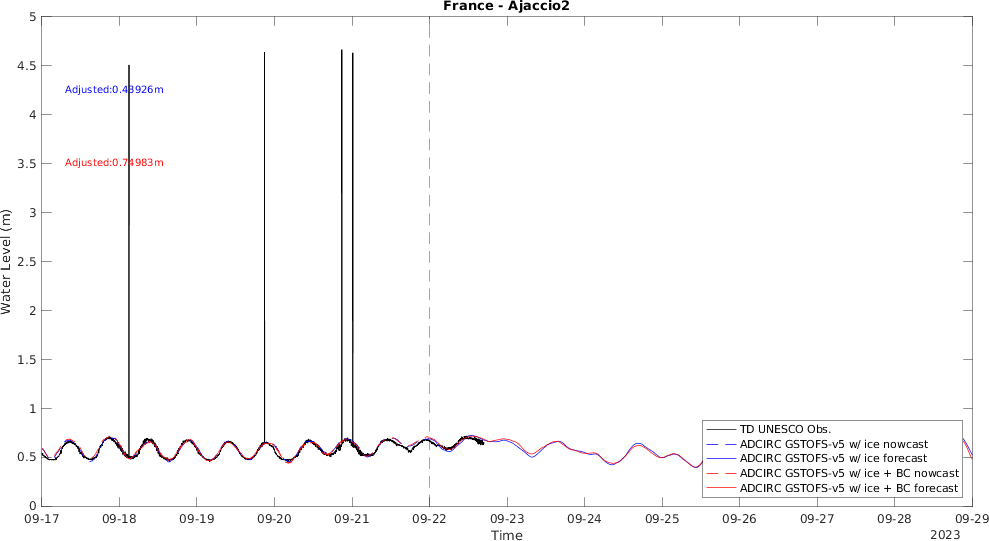 France - Ajaccio2
5
4.5
4
3.5
3
2.5
2
1.5
1
0.5
0
Water Level (m)
Adjusted:0.43926m
Adjusted:0.74983m
TD UNESCO Obs.
ADCIRC GSTOFS-v5 w/ ice nowcast
ADCIRC GSTOFS-v5 w/ ice forecast
ADCIRC GSTOFS-v5 w/ ice + BC nowcast
ADCIRC GSTOFS-v5 w/ ice + BC forecast
09-17 09-18 09-19 09-20 09-21 09-22 09-23 09-24 09-25 09-26 09-27 09-28 09-29
Time
2023